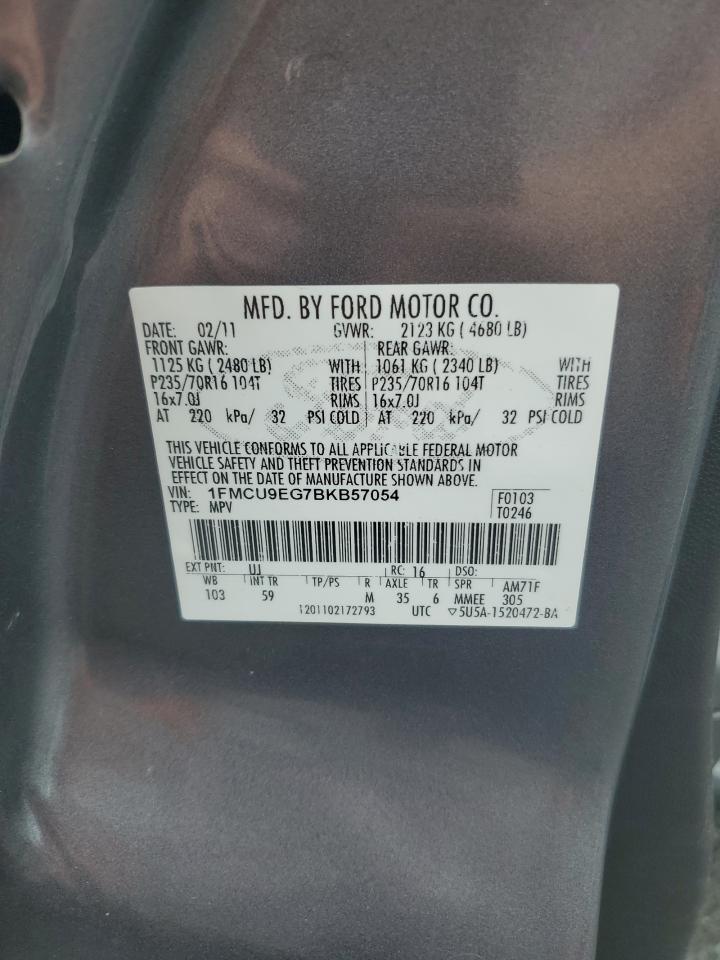 MFD. BY FORD MOTOR CO.
DATE: 02/11 GVWR: 2123 KG ( 4680 LB)
FRONT GAWR: REAR GAWR:
1125 KG ( 2480 LB) WITH 1061 KG ( 2340 LB) WITH
P235/70R16 104T TIRES P235/70R16 104T TIRES
16x7.0J RIMS 16x7.0J RIMS
AT 220 kPa/ 32 PSI COLD AT 220 kPa/ 32 PSI COLD
THIS VEHICLE CONFORMS TO ALL APPLICABLE FEDERAL MOTOR
VEHICLE SAFETY AND THEFT PREVENTION STANDARDS IN
EFFECT ON THE DATE OF MANUFACTURE SHOWN ABOVE.
VIN: 1FMCU9EG7BKB57054 F0103
TYPE: MPV T0246
EXT PNT: UJ RC: 16 DSO:
WB INT TR TP/PS R AXLE TR SPR AM71F
103 59 M 35 6 MMEE 305
1201102172793 UTC ▽5U5A-1520472-BA